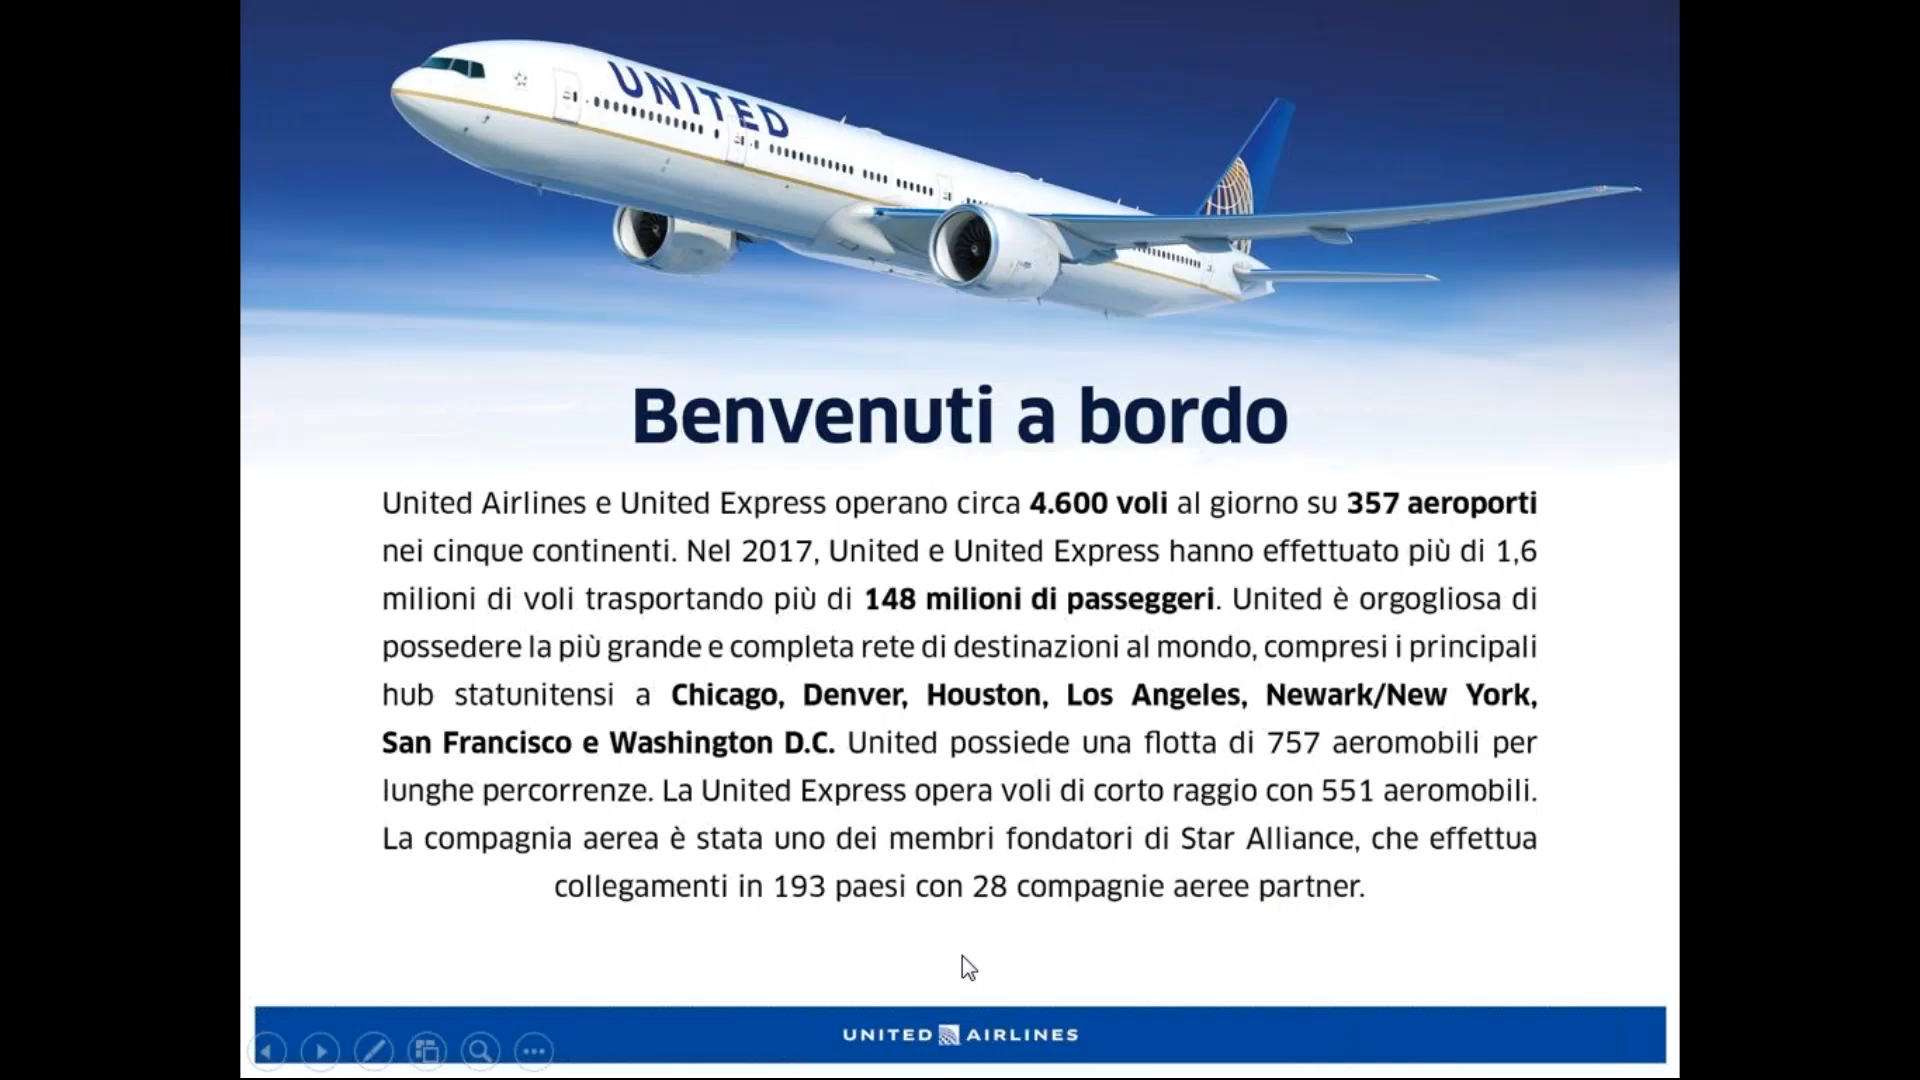 UNITED
Benvenuti a bordo
United Airlines e United Express operano circa 4.600 voli al giorno su 357 aeroporti
nei cinque continenti. Nel 2017, United e United Express hanno effettuato più di 1,6
milioni di voli trasportando più di 148 milioni di passeggeri. United è orgogliosa di
possedere la più grande e completa rete di destinazioni al mondo, compresi i principali
hub statunitensi a Chicago, Denver, Houston, Los Angeles, Newark/New York,
San Francisco e Washington D.C. United possiede una flotta di 757 aeromobili per
lunghe percorrenze. La United Express opera voli di corto raggio con 551 aeromobili.
La compagnia aerea è stata uno dei membri fondatori di Star Alliance, che effettua
collegamenti in 193 paesi con 28 compagnie aeree partner.
UNITED AIRLINES